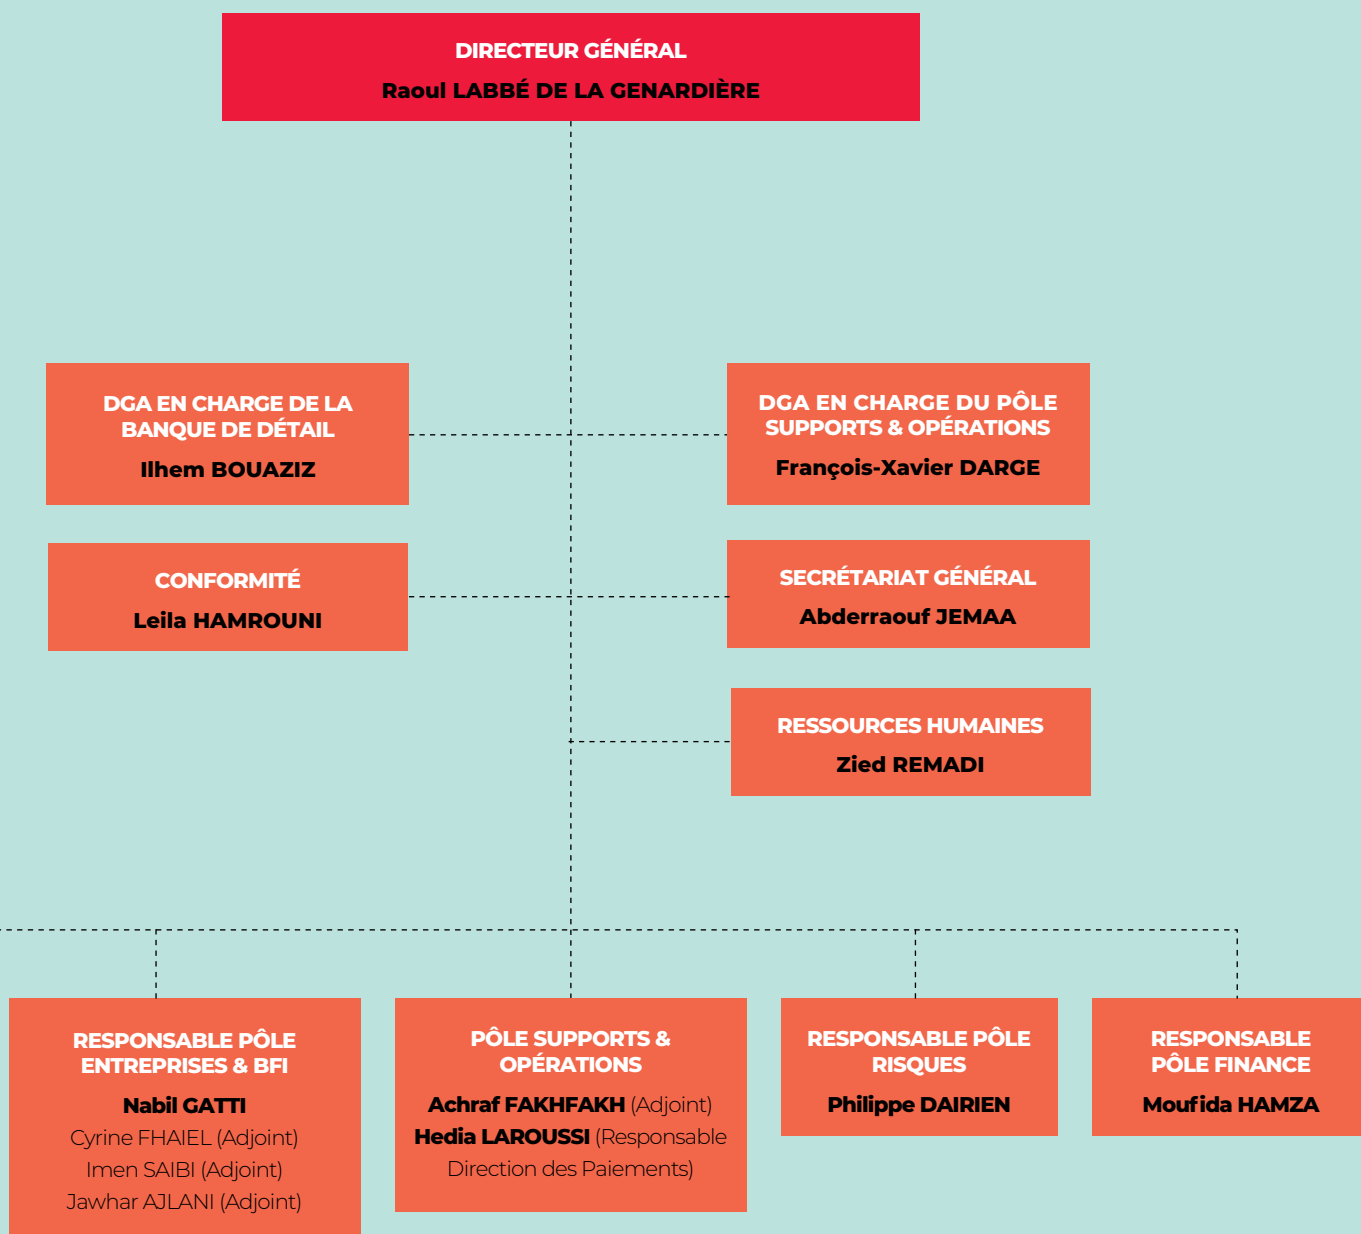 DIRECTEUR GÉNÉRAL
Raoul LABBÉ DE LA GENARDIÈRE
DGA EN CHARGE DE LA
BANQUE DE DÉTAIL
Ilhem BOUAZIZ
DGA EN CHARGE DU PÔLE
SUPPORTS & OPÉRATIONS
François-Xavier DARGE
CONFORMITÉ
Leila HAMROUNI
SECRÉTARIAT GÉNÉRAL
Abderraouf JEMAA
RESSOURCES HUMAINES
Zied REMADI
RESPONSABLE PÔLE
ENTREPRISES & BFI
Nabil GATTI
Cyrine FHAIEL (Adjoint)
Imen SAIBI (Adjoint)
Jawhar AJLANI (Adjoint)
PÔLE SUPPORTS &
OPÉRATIONS
Achraf FAKHFAKH (Adjoint)
Hedia LAROUSSI (Responsable
Direction des Paiements)
RESPONSABLE PÔLE
RISQUES
Philippe DAIRIEN
RESPONSABLE
PÔLE FINANCE
Moufida HAMZA